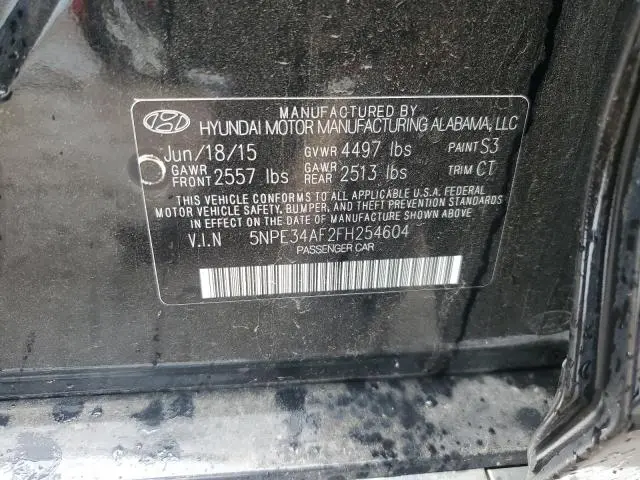 MANUFACTURED BY
HYUNDAI MOTOR MANUFACTURING ALABAMA, LLC
Jun/18/15 GVWR 4497 lbs PAINT S3
GAWR FRONT 2557 lbs GAWR REAR 2513 lbs TRIM CT
THIS VEHICLE CONFORMS TO ALL APPLICABLE U.S.A. FEDERAL
MOTOR VEHICLE SAFETY, BUMPER, AND THEFT PREVENTION STANDARDS
IN EFFECT ON THE DATE OF MANUFACTURE SHOWN ABOVE
V.I.N 5NPE34AF2FH254604
PASSENGER CAR